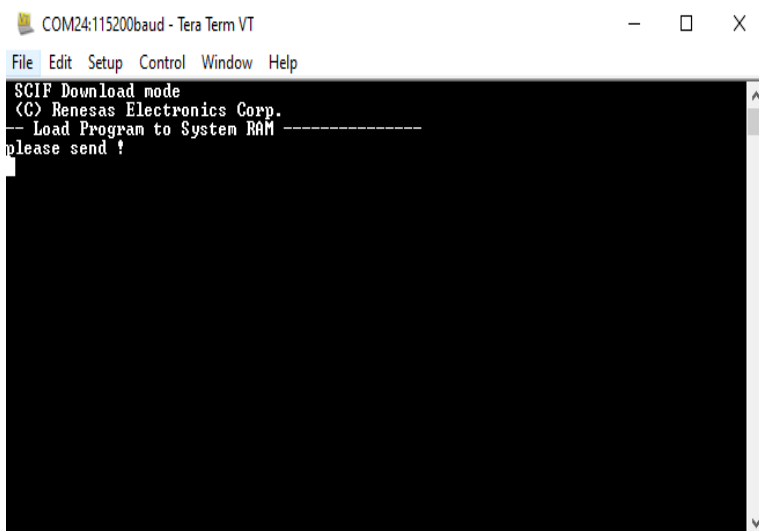 COM24:115200baud - Tera Term VT
File Edit Setup Control Window Help
SCIF Download mode
(C) Renesas Electronics Corp.
-- Load Program to System RAM ---------------
please send !